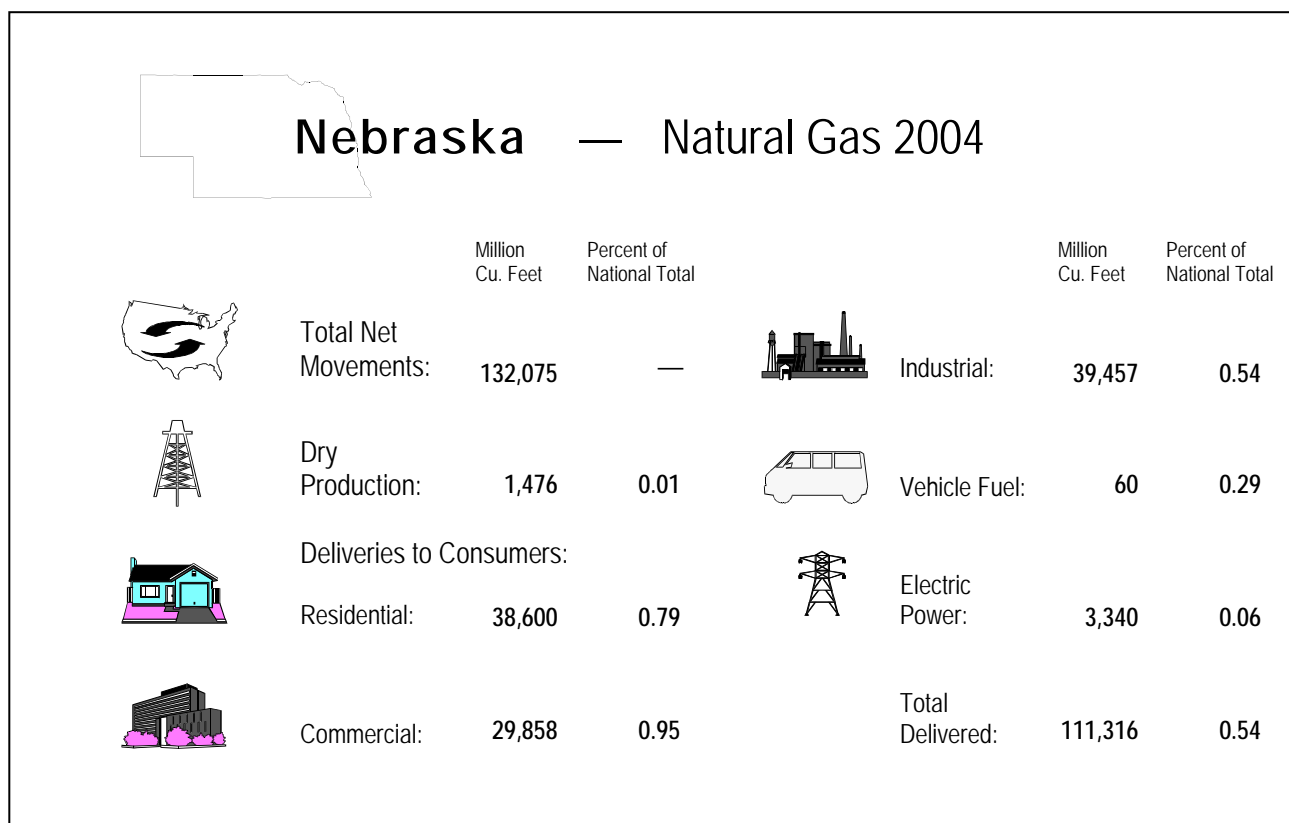 Nebraska — Natural Gas 2004
Million
Cu. Feet
Percent of
National Total
Total Net
Movements: 132,075 —
Dry
Production: 1,476 0.01
Deliveries to Consumers:
Residential: 38,600 0.79
Commercial: 29,858 0.95
Million
Cu. Feet
Percent of
National Total
Industrial: 39,457 0.54
Vehicle Fuel: 60 0.29
Electric
Power: 3,340 0.06
Total
Delivered: 111,316 0.54